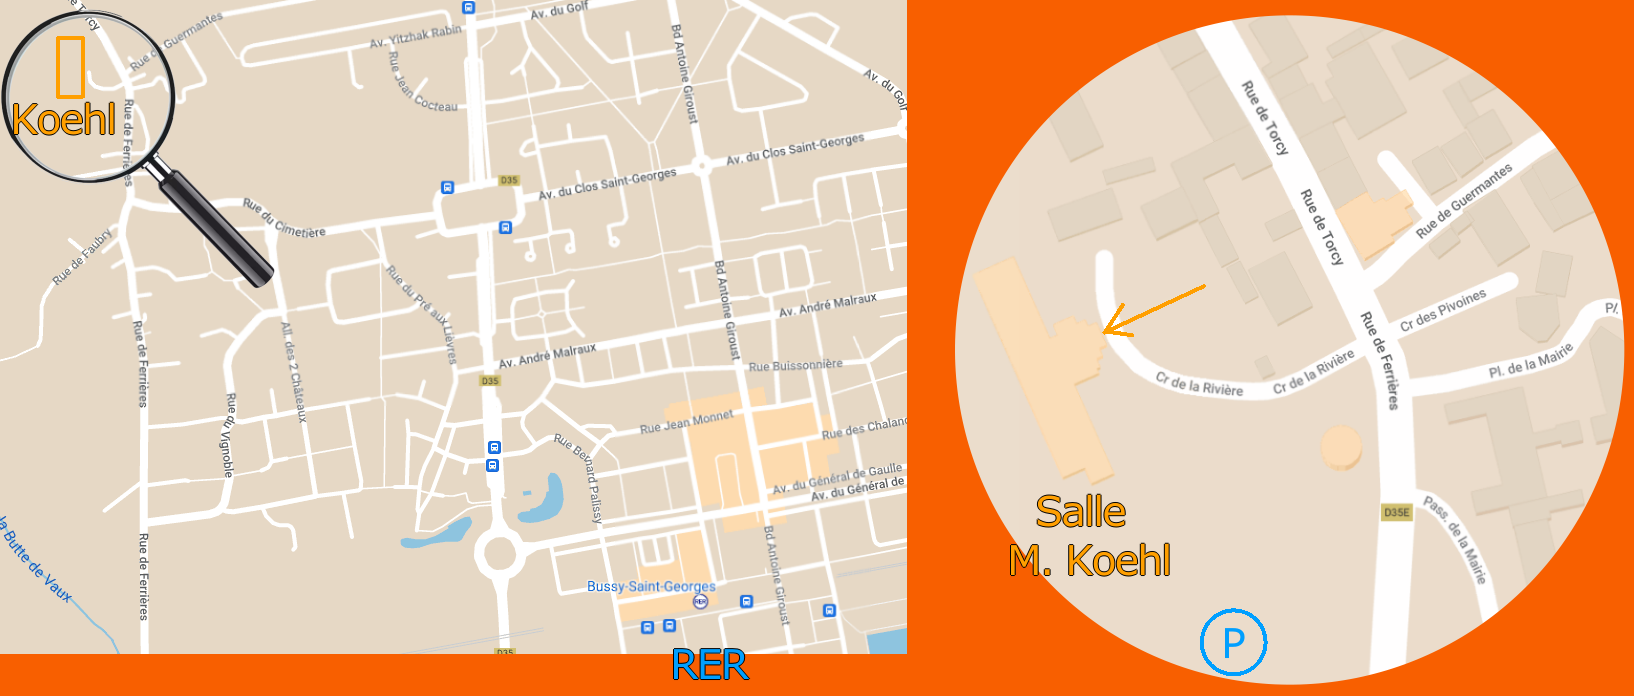 de Torcy
Rue de Guermantes
Koehl
Rue de Ferrières
Av. du Golf
Av. Yitzhak Rabin
Rue Jean Cocteau
Bd Antoine Giroust
Av. du Golf
Av. du Clos Saint-Georges
D35
Av. du Clos Saint-Georges
Rue du Cimetière
Rue de Faubry
Rue du Pré aux Lièvres
Bd Antoine Giroust
Av. André Malraux
Rue de Ferrières
All. des 2 Châteaux
Av. André Malraux
Rue Buissonnière
D35
Rue du Vignoble
Rue Jean Monnet
Rue des Chaland
Rue Bernard Palissy
Av. du Général de Gaulle
Av. du Général de
la Butte de Vaux
Rue de Ferrières
Bd Antoine Giroust
Bussy-Saint-Georges
RER
D35
RER
Rue de Torcy
Rue de Torcy
Rue de Guermantes
Cr des Pivoines
Pl.
Rue de Ferrières
Pl. de la Mairie
Cr de la Rivière
Cr de la Rivière
Salle
M. Koehl
D35E
Pass. de la Mairie
P